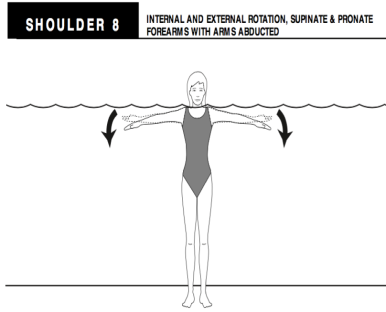 SHOULDER 8
INTERNAL AND EXTERNAL ROTATION, SUPINATE & PRONATE
FOREARMS WITH ARMS ABDUCTED